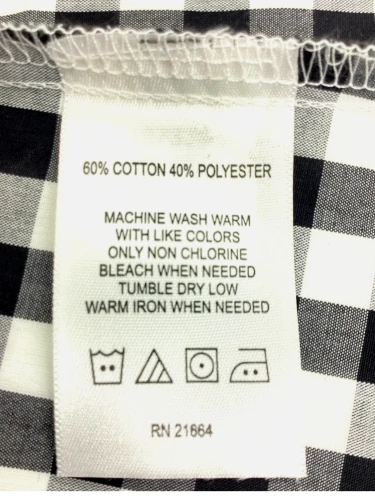 60% COTTON 40% POLYESTER
MACHINE WASH WARM
WITH LIKE COLORS
ONLY NON CHLORINE
BLEACH WHEN NEEDED
TUMBLE DRY LOW
WARM IRON WHEN NEEDED
RN 21664